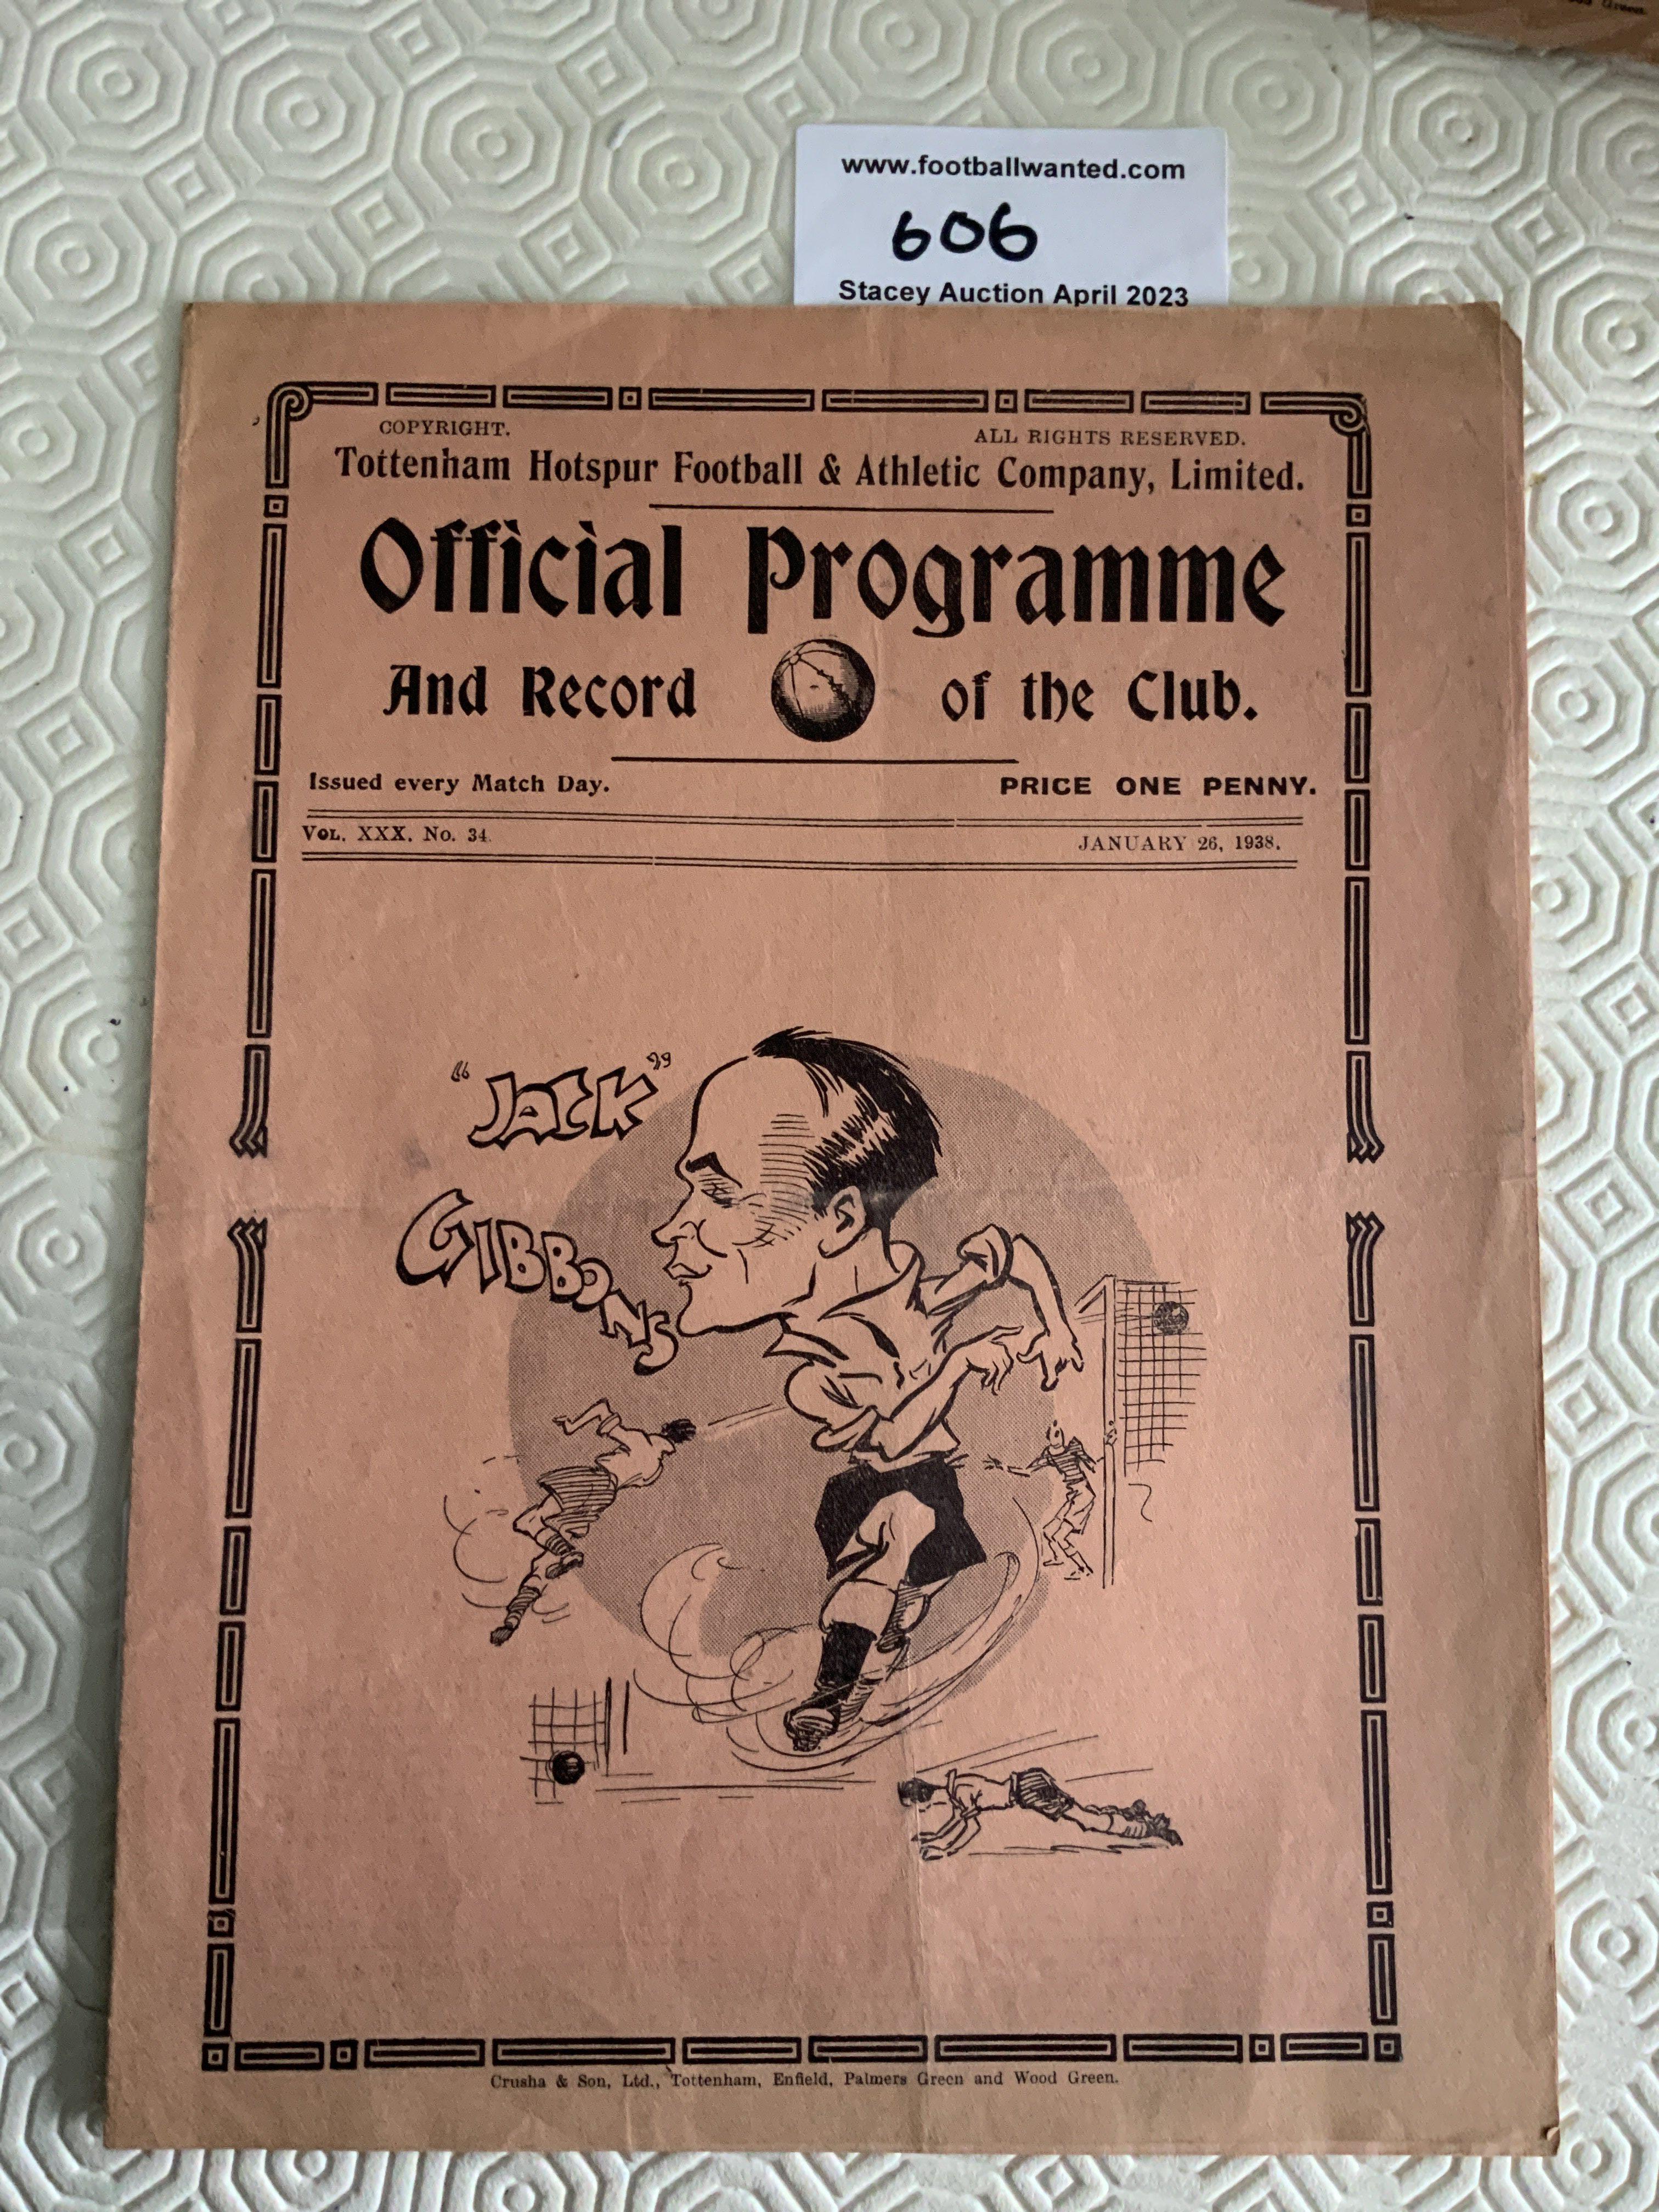 www.footballwanted.com
606
Stacey Auction April 2023
COPYRIGHT.
ALL RIGHTS RESERVED.
Tottenham Hotspur Football & Athletic Company, Limited.
Official Programme
And Record of the Club.
Issued every Match Day.
PRICE ONE PENNY.
VOL. XXX. No. 34.
JANUARY 26, 1938.
"JACK"
GIBBONS
Crusha & Son, Ltd., Tottenham, Enfield, Palmers Green and Wood Green.
Green.